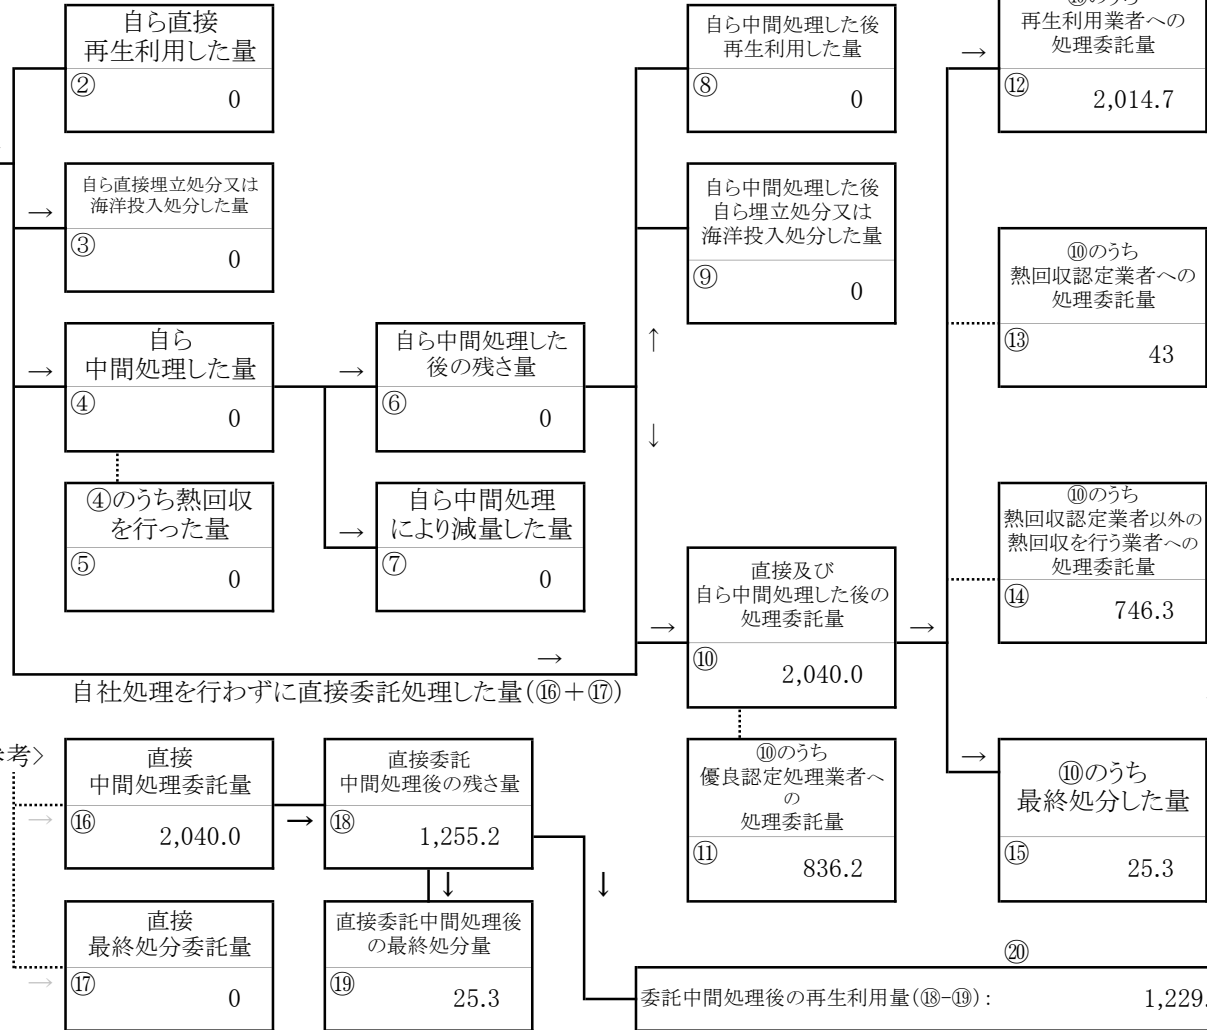 自ら直接
再生利用した量
②
0
自ら直接埋立処分又は
海洋投入処分した量
→
③
0
自ら
中間処理した量
→
④
0
④のうち熱回収
を行った量
⑤
0
自ら中間処理した
後の残さ量
→
⑥
0
自ら中間処理
により減量した量
→
⑦
0
自ら中間処理した後
再生利用した量
⑧
0
自ら中間処理した後
自ら埋立処分又は
海洋投入処分した量
⑨
0
↑
↓
直接及び
自ら中間処理した後の
処理委託量
→
⑩
2,040.0
→
⑩のうち
優良認定処理業者へ
の
処理委託量
⑪
836.2
再生利用業者への
処理委託量
→
⑫
2,014.7
⑩のうち
熱回収認定業者への
処理委託量
⑬
43
⑩のうち
熱回収認定業者以外の
熱回収を行う業者への
処理委託量
⑭
746.3
⑩のうち
最終処分した量
→
⑮
25.3
→
自社処理を行わずに直接委託処理した量(⑯+⑰)
考>
直接
中間処理委託量
→
⑯
2,040.0
→
直接委託
中間処理後の残さ量
⑱
1,255.2
↓
↓
直接
最終処分委託量
→
⑰
0
直接委託中間処理後
の最終処分量
⑲
25.3
⑳
委託中間処理後の再生利用量(⑱-⑲):
1,229.